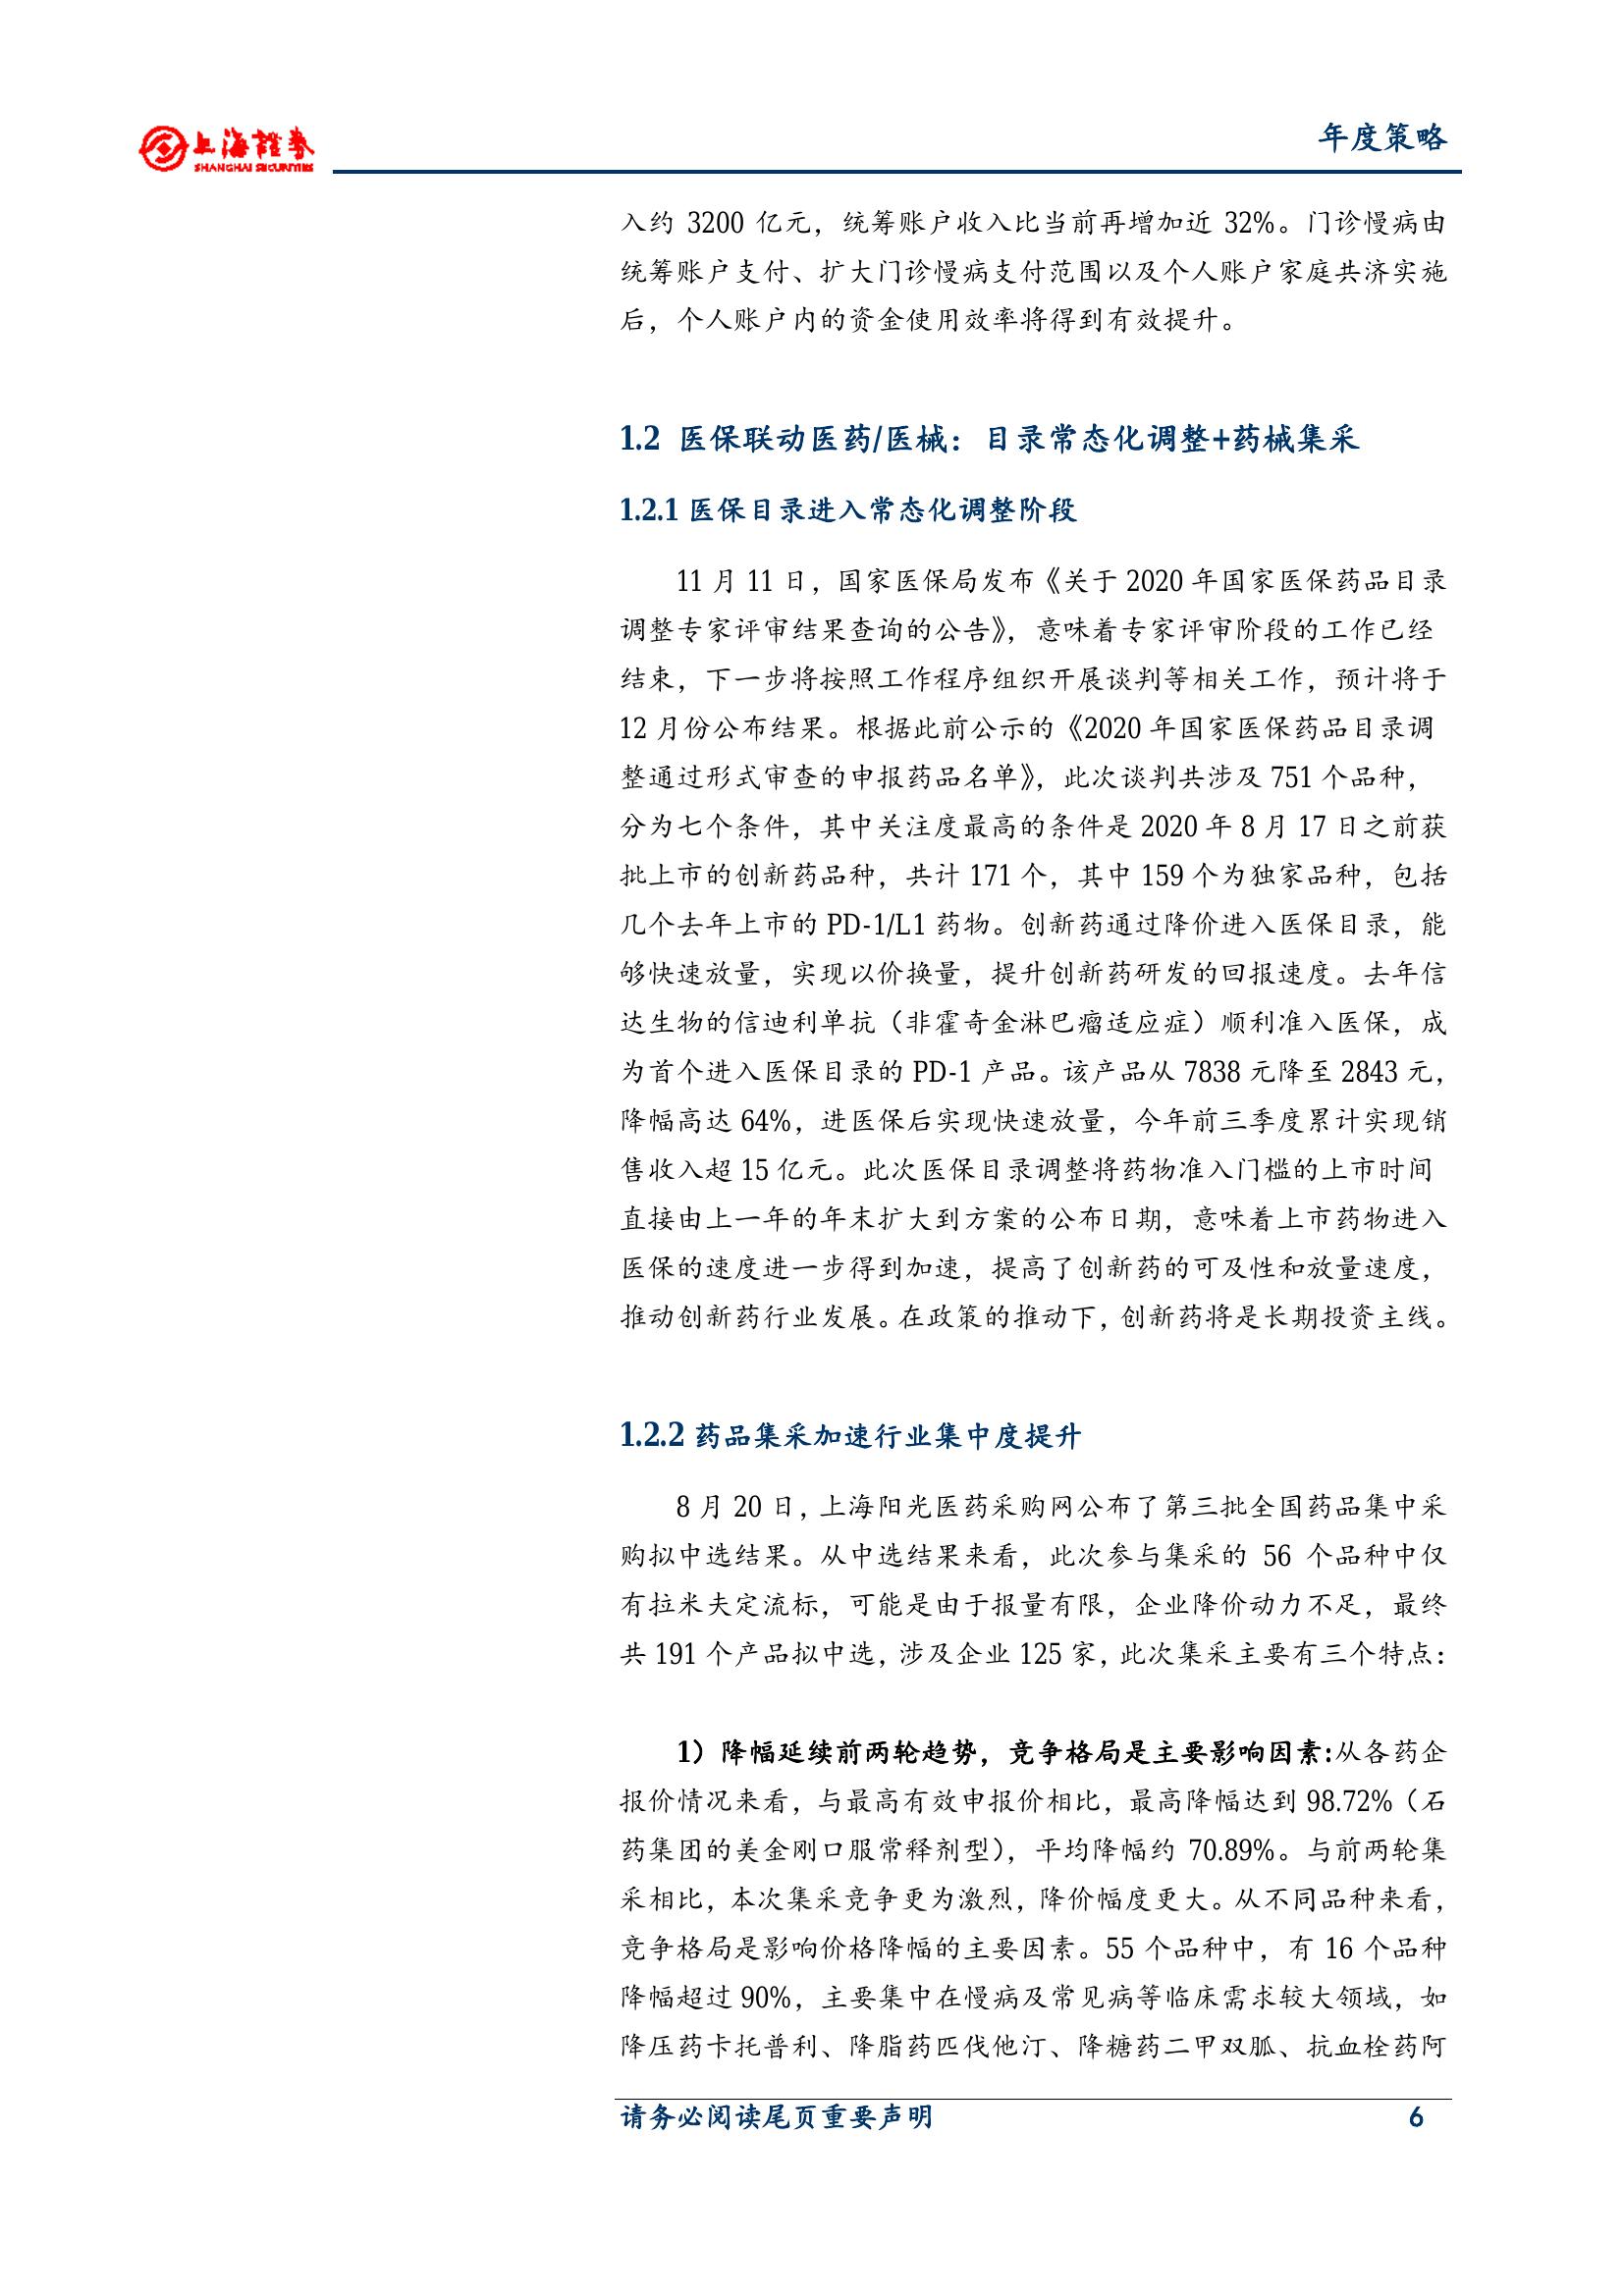 上海證券
SHANGHAI SECURITIES
年度策略
入约 3200 亿元，统筹账户收入比当前再增加近 32%。门诊慢病由
统筹账户支付、扩大门诊慢病支付范围以及个人账户家庭共济实施
后，个人账户内的资金使用效率将得到有效提升。
1.2 医保联动医药/医械：目录常态化调整+药械集采
1.2.1 医保目录进入常态化调整阶段
11 月 11 日，国家医保局发布《关于 2020 年国家医保药品目录
调整专家评审结果查询的公告》，意味着专家评审阶段的工作已经
结束，下一步将按照工作程序组织开展谈判等相关工作，预计将于
12 月份公布结果。根据此前公示的《2020 年国家医保药品目录调
整通过形式审查的申报药品名单》，此次谈判共涉及 751 个品种，
分为七个条件，其中关注度最高的条件是 2020 年 8 月 17 日之前获
批上市的创新药品种，共计 171 个，其中 159 个为独家品种，包括
几个去年上市的 PD-1/L1 药物。创新药通过降价进入医保目录，能
够快速放量，实现以价换量，提升创新药研发的回报速度。去年信
达生物的信迪利单抗（非霍奇金淋巴瘤适应症）顺利准入医保，成
为首个进入医保目录的 PD-1 产品。该产品从 7838 元降至 2843 元，
降幅高达 64%，进医保后实现快速放量，今年前三季度累计实现销
售收入超 15 亿元。此次医保目录调整将药物准入门槛的上市时间
直接由上一年的年末扩大到方案的公布日期，意味着上市药物进入
医保的速度进一步得到加速，提高了创新药的可及性和放量速度，
推动创新药行业发展。在政策的推动下，创新药将是长期投资主线。
1.2.2 药品集采加速行业集中度提升
8 月 20 日，上海阳光医药采购网公布了第三批全国药品集中采
购拟中选结果。从中选结果来看，此次参与集采的 56 个品种中仅
有拉米夫定流标，可能是由于报量有限，企业降价动力不足，最终
共 191 个产品拟中选，涉及企业 125 家，此次集采主要有三个特点：
1）降幅延续前两轮趋势，竞争格局是主要影响因素:从各药企
报价情况来看，与最高有效申报价相比，最高降幅达到 98.72%（石
药集团的美金刚口服常释剂型），平均降幅约 70.89%。与前两轮集
采相比，本次集采竞争更为激烈，降价幅度更大。从不同品种来看，
竞争格局是影响价格降幅的主要因素。55 个品种中，有 16 个品种
降幅超过 90%，主要集中在慢病及常见病等临床需求较大领域，如
降压药卡托普利、降脂药匹伐他汀、降糖药二甲双胍、抗血栓药阿
请务必阅读尾页重要声明
6